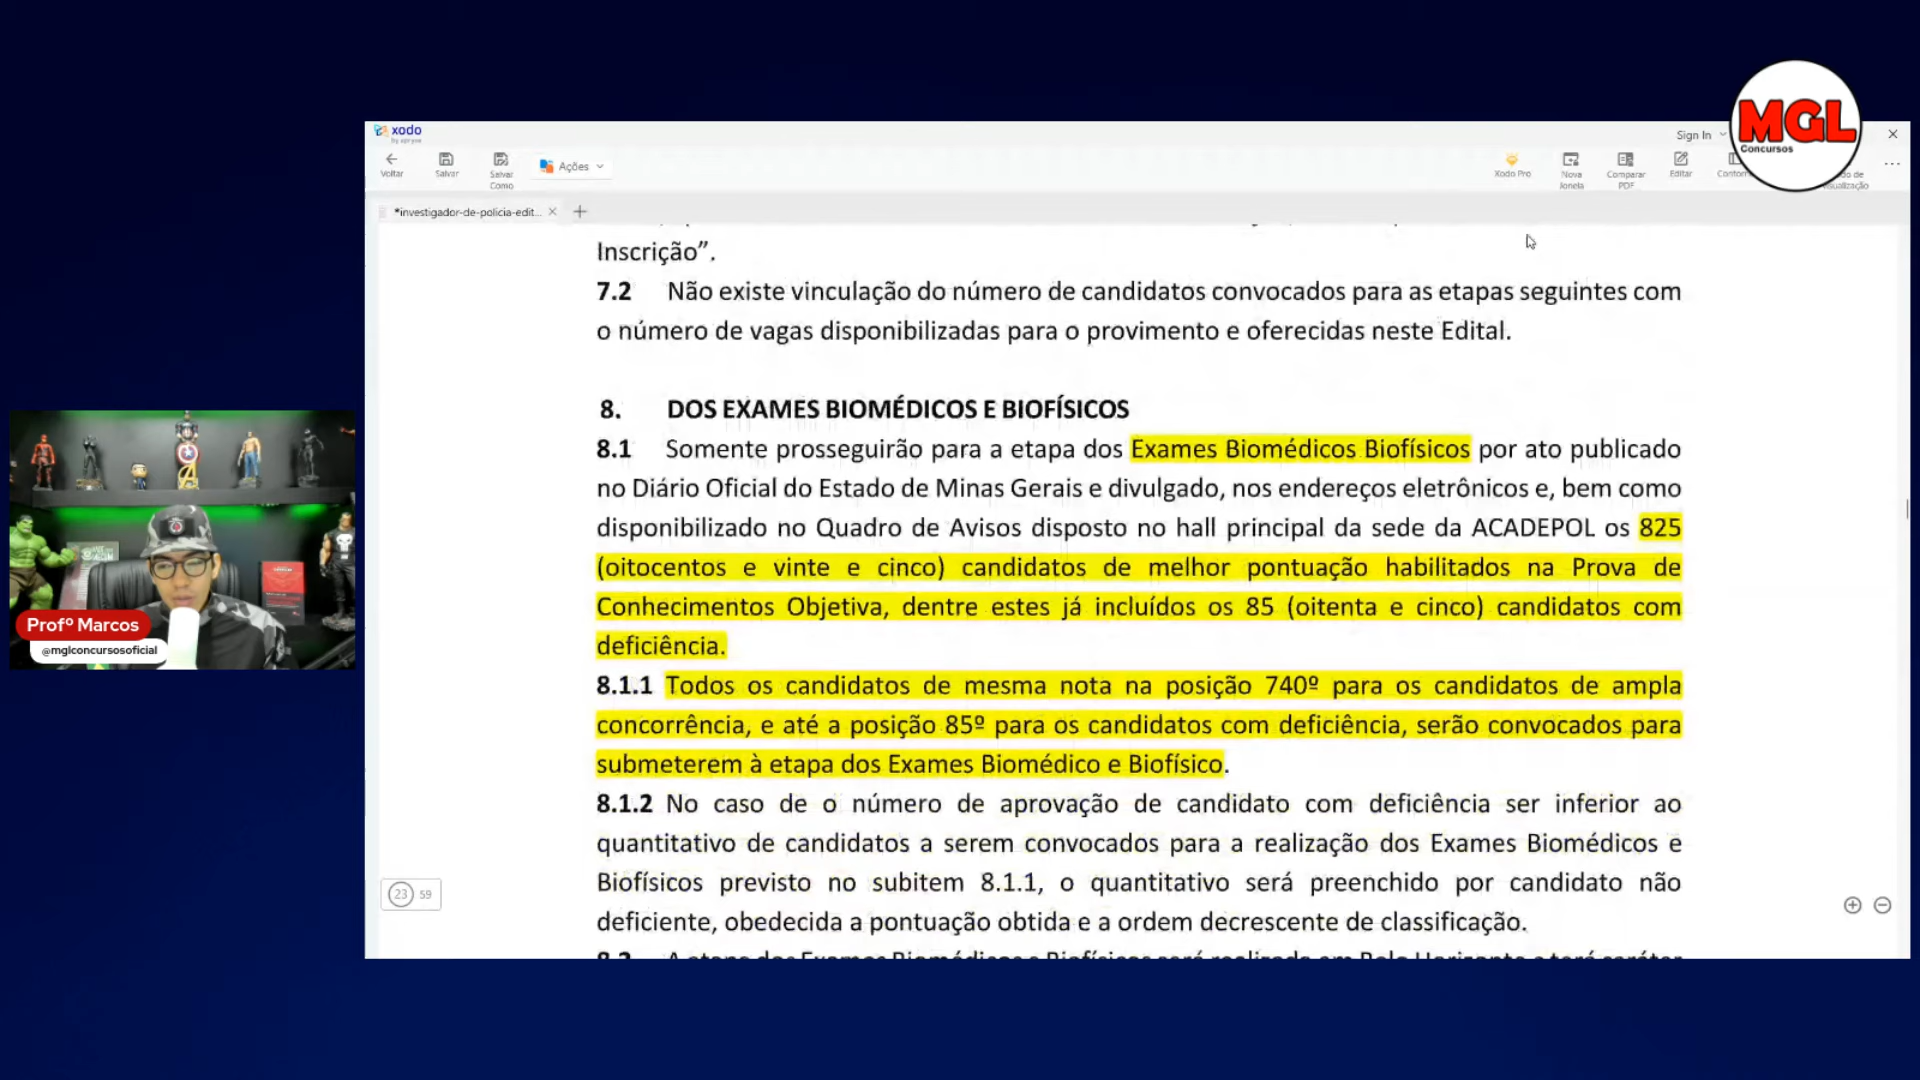 MGL
Concursos
xodo
by apryse
Sign In
Voltar
Salvar
Salvar
Como
Ações
Xodo Pro
Nova
Janela
Comparar
PDF
Editar
*investigador-de-policia-edit...
Inscrição”.
7.2 Não existe vinculação do número de candidatos convocados para as etapas seguintes com
o número de vagas disponibilizadas para o provimento e oferecidas neste Edital.
8. DOS EXAMES BIOMÉDICOS E BIOFÍSICOS
8.1 Somente prosseguirão para a etapa dos Exames Biomédicos Biofísicos por ato publicado
no Diário Oficial do Estado de Minas Gerais e divulgado, nos endereços eletrônicos e, bem como
disponibilizado no Quadro de Avisos disposto no hall principal da sede da ACADEPOL os 825
(oitocentos e vinte e cinco) candidatos de melhor pontuação habilitados na Prova de
Conhecimentos Objetiva, dentre estes já incluídos os 85 (oitenta e cinco) candidatos com
deficiência.
8.1.1 Todos os candidatos de mesma nota na posição 740º para os candidatos de ampla
concorrência, e até a posição 85º para os candidatos com deficiência, serão convocados para
submeterem à etapa dos Exames Biomédico e Biofísico.
8.1.2 No caso de o número de aprovação de candidato com deficiência ser inferior ao
quantitativo de candidatos a serem convocados para a realização dos Exames Biomédicos e
Biofísicos previsto no subitem 8.1.1, o quantitativo será preenchido por candidato não
deficiente, obedecida a pontuação obtida e a ordem decrescente de classificação.
23 59
Profº Marcos
@mglconcursosoficial